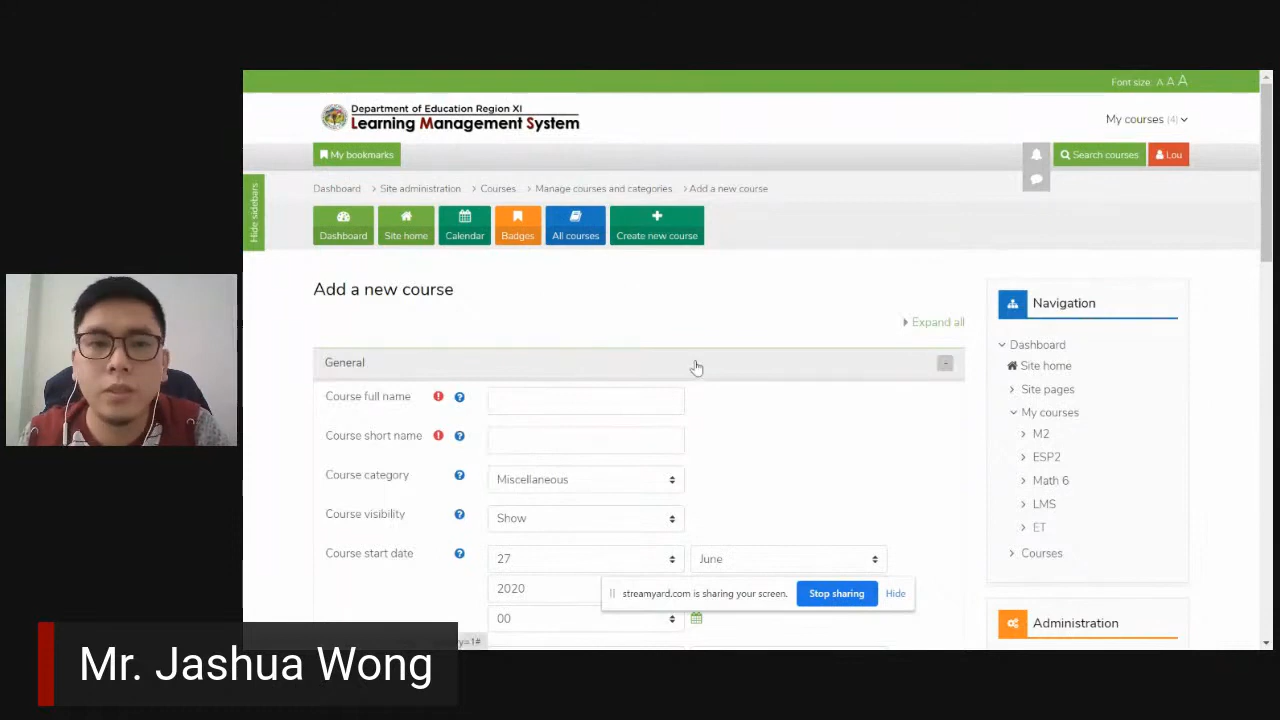 Font size: A A A
Department of Education Region XI
Learning Management System
My courses (4)
My bookmarks
Search courses
Lou
Hide sidebars
Dashboard > Site administration > Courses > Manage courses and categories > Add a new course
Dashboard
Site home
Calendar
Badges
All courses
Create new course
Add a new course
Expand all
General
Course full name
Course short name
Course category
Miscellaneous
Course visibility
Show
Course start date
27
June
2020
00
streamyard.com is sharing your screen.
Stop sharing
Hide
Navigation
Dashboard
Site home
Site pages
My courses
M2
ESP2
Math 6
LMS
ET
Courses
Administration
Mr. Jashua Wong